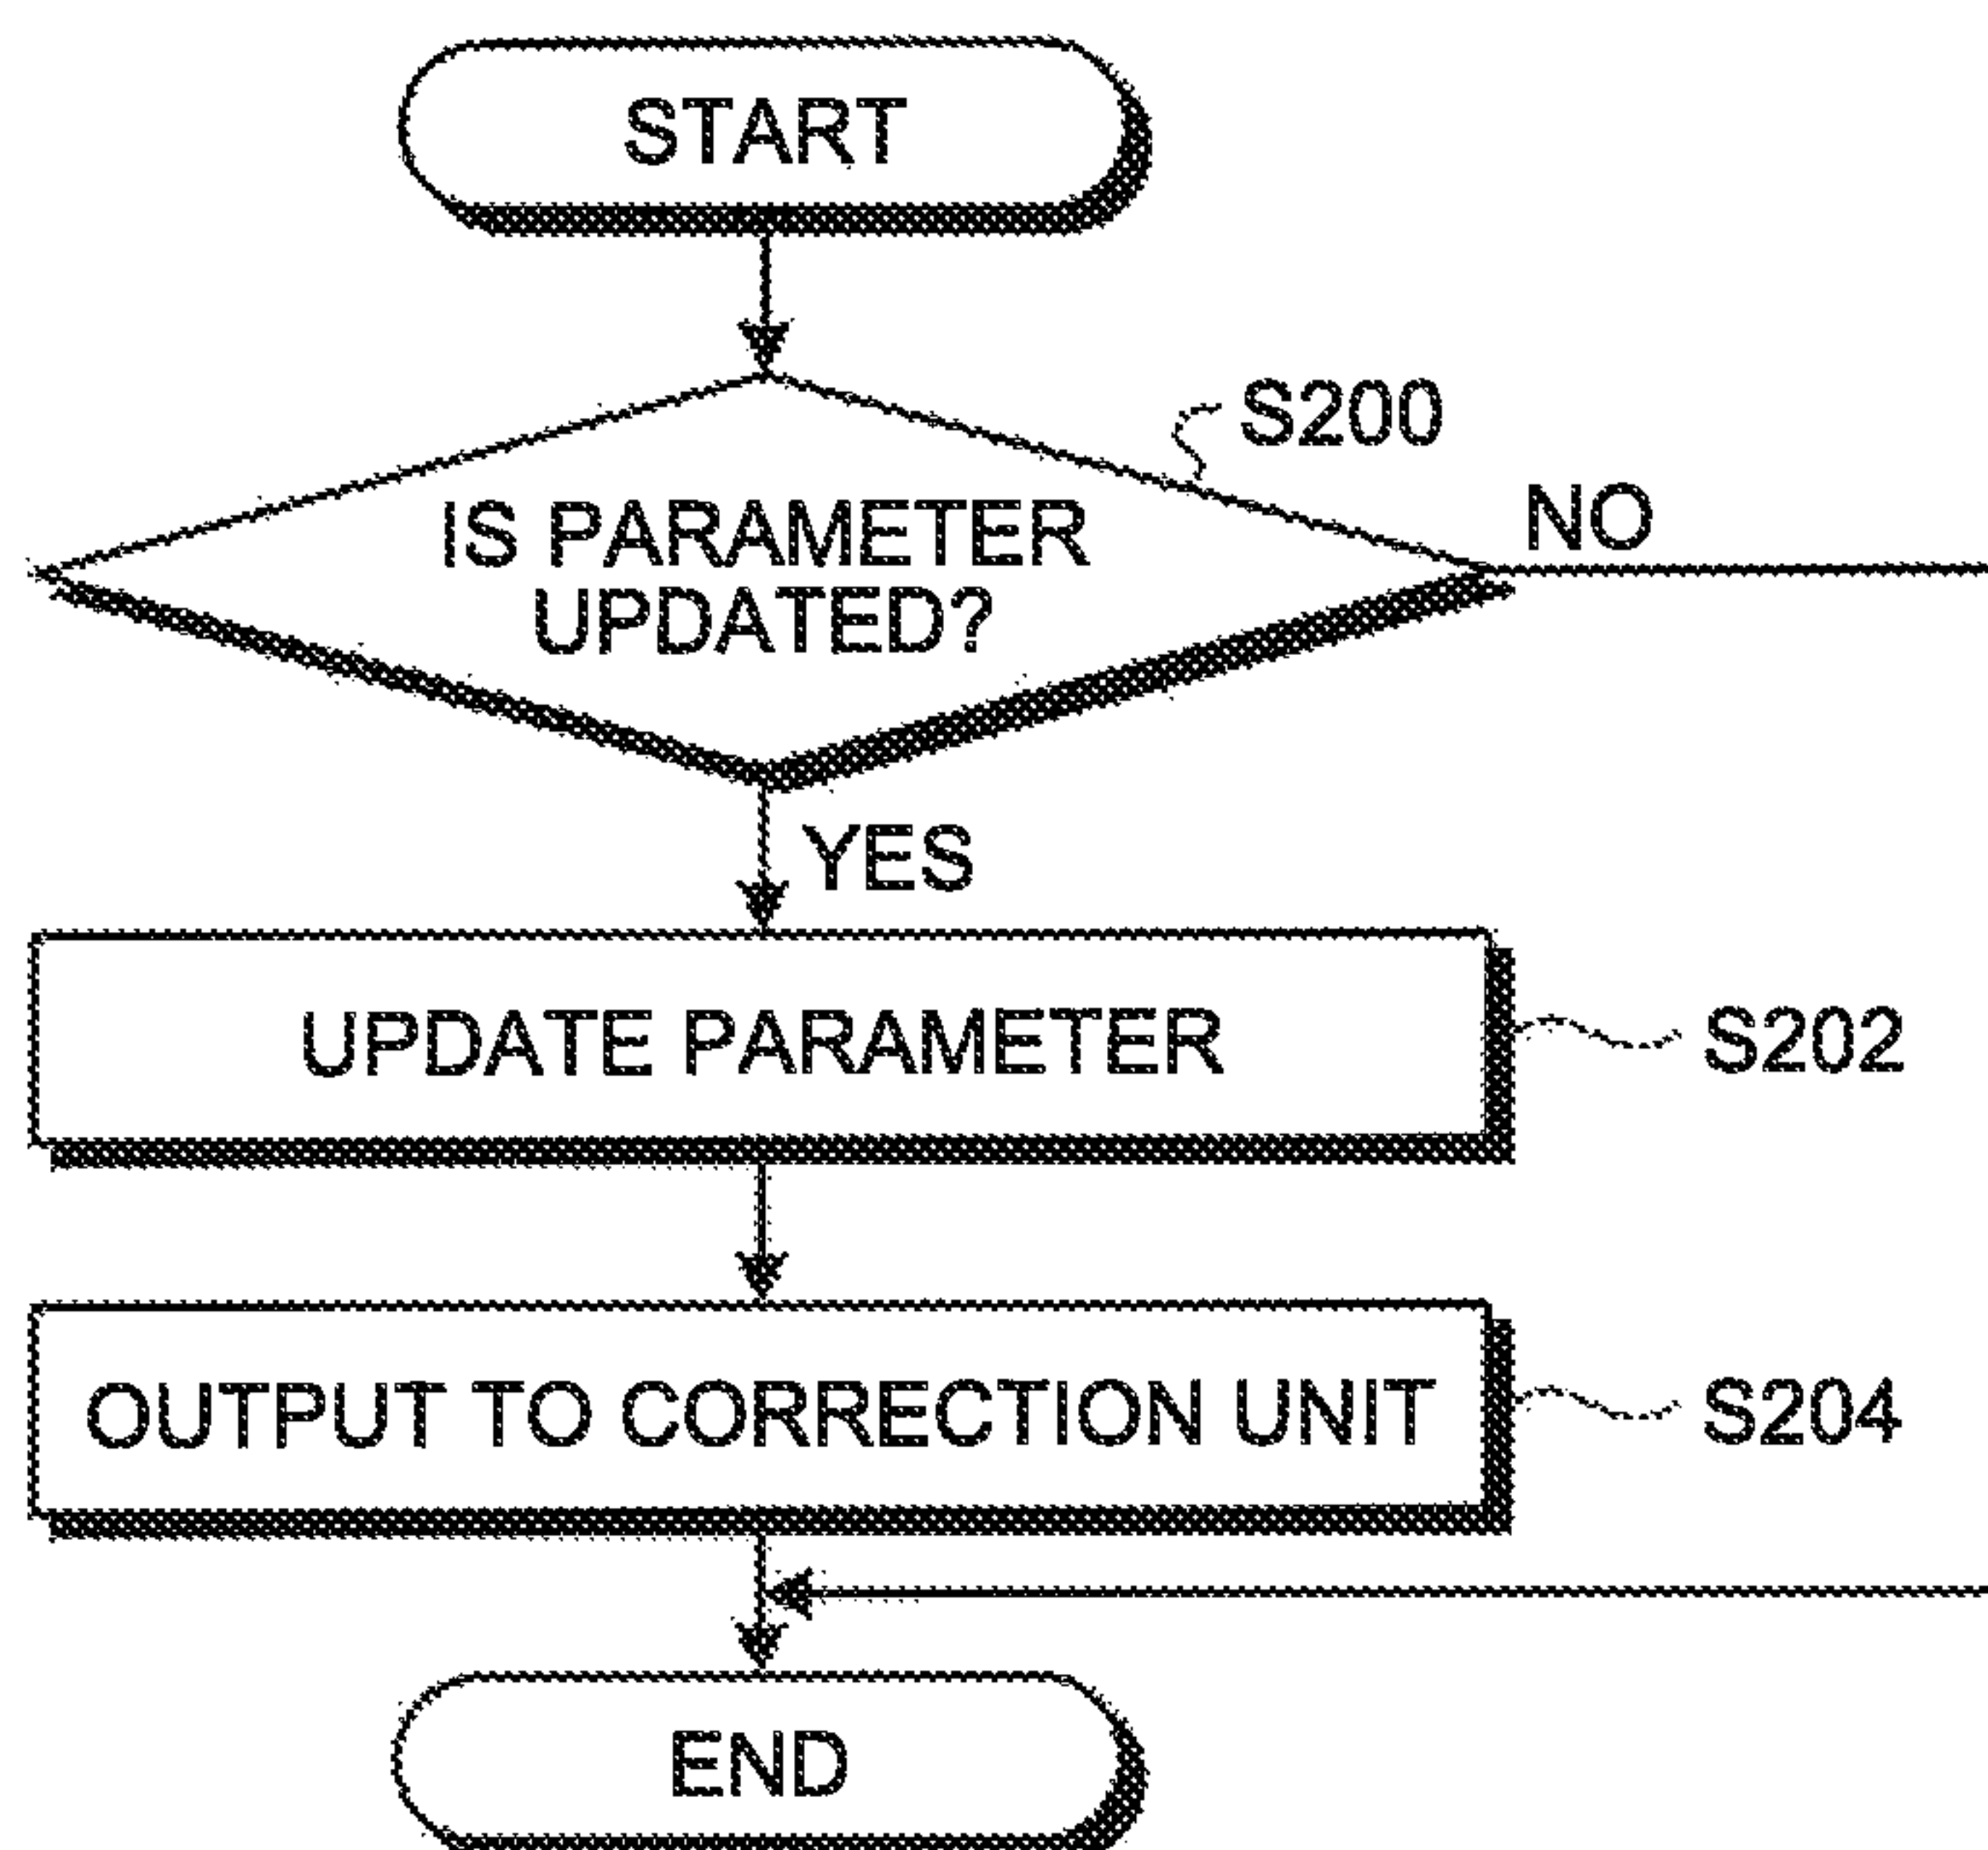 START
S200
IS PARAMETER
UPDATED?
NO
YES
UPDATE PARAMETER
S202
OUTPUT TO CORRECTION UNIT
S204
END